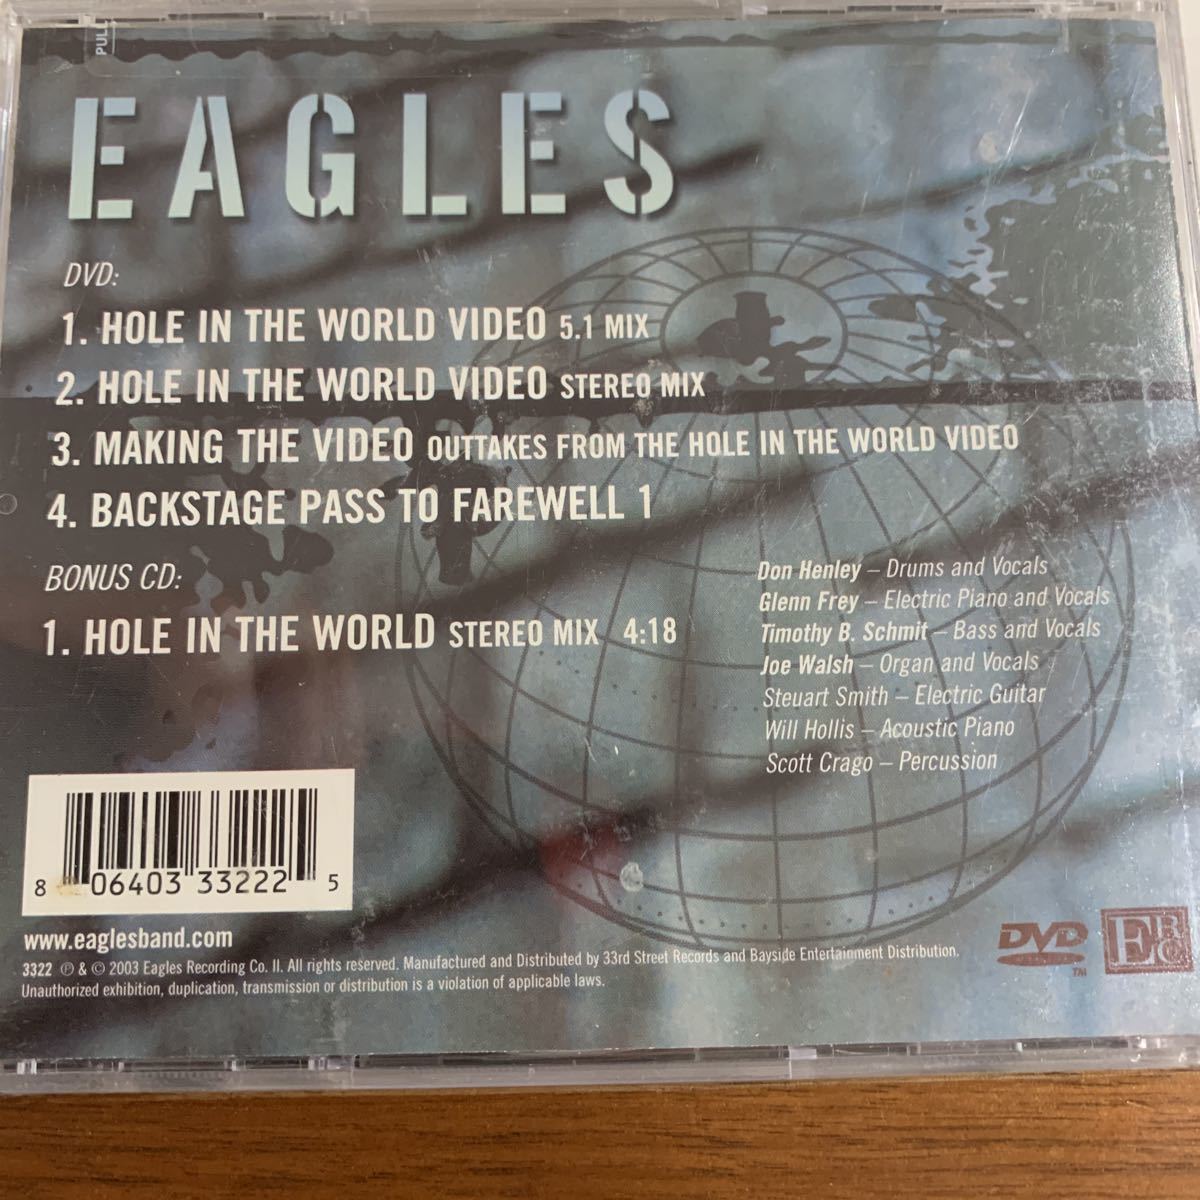 PULL
EAGLES
DVD:
1. HOLE IN THE WORLD VIDEO 5.1 MIX
2. HOLE IN THE WORLD VIDEO STEREO MIX
3. MAKING THE VIDEO OUTTAKES FROM THE HOLE IN THE WORLD VIDEO
4. BACKSTAGE PASS TO FAREWELL 1
BONUS CD:
1. HOLE IN THE WORLD STEREO MIX 4:18
Don Henley – Drums and Vocals
Glenn Frey – Electric Piano and Vocals
Timothy B. Schmit – Bass and Vocals
Joe Walsh – Organ and Vocals
Steuart Smith – Electric Guitar
Will Hollis – Acoustic Piano
Scott Crago – Percussion
8 06403 33222 5
www.eaglesband.com
3322 ℗ & © 2003 Eagles Recording Co. II. All rights reserved. Manufactured and Distributed by 33rd Street Records and Bayside Entertainment Distribution.
Unauthorized exhibition, duplication, transmission or distribution is a violation of applicable laws.
DVD™
ERC